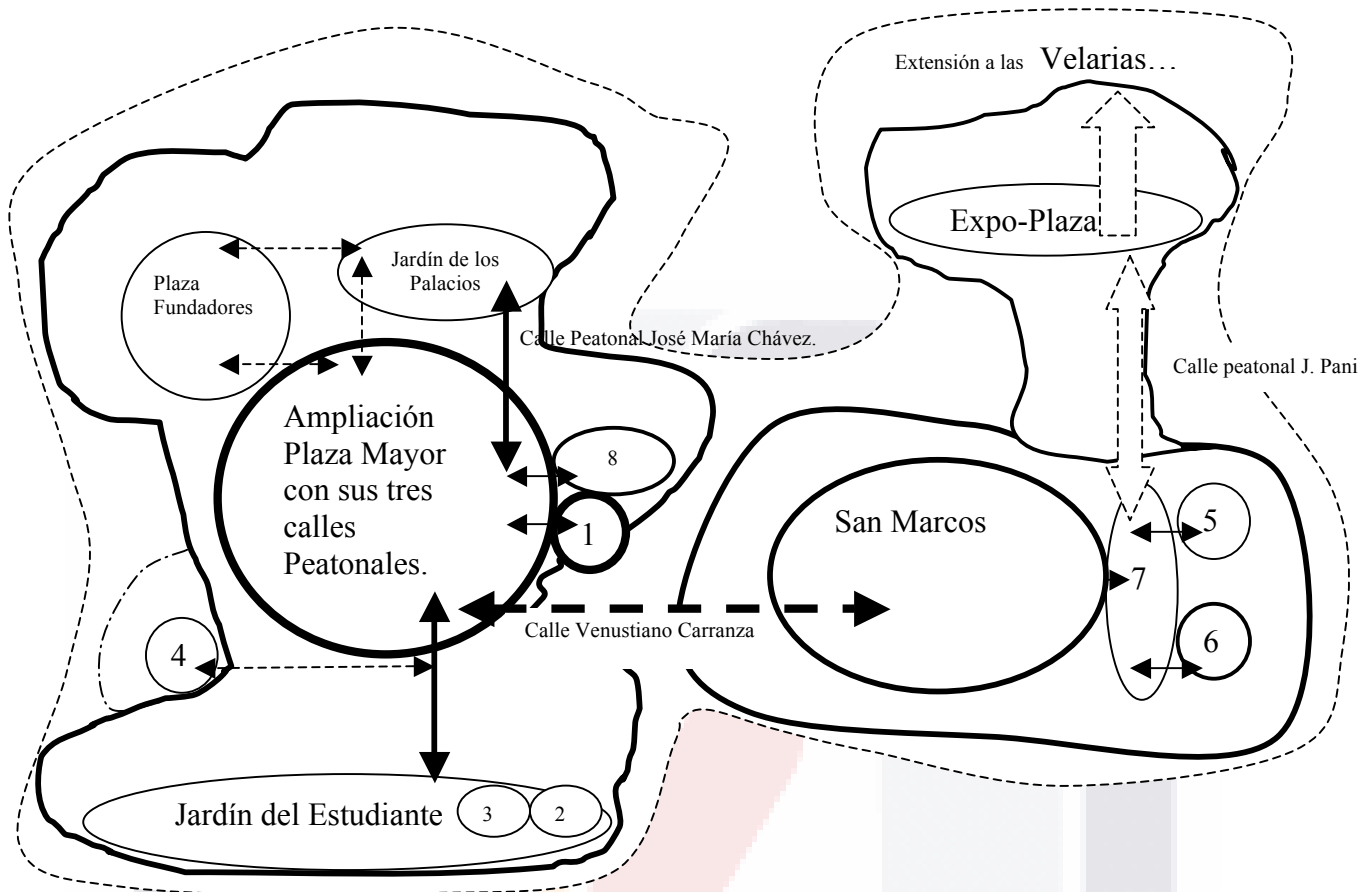 Extensión a las Velarias…
Expo-Plaza
Jardín de los
Palacios
Plaza
Fundadores
Calle Peatonal José María Chávez.
Calle peatonal J. Pani
Ampliación
Plaza Mayor
con sus tres
calles
Peatonales.
8
1
San Marcos
5
7
6
Calle Venustiano Carranza
4
Jardín del Estudiante
3
2